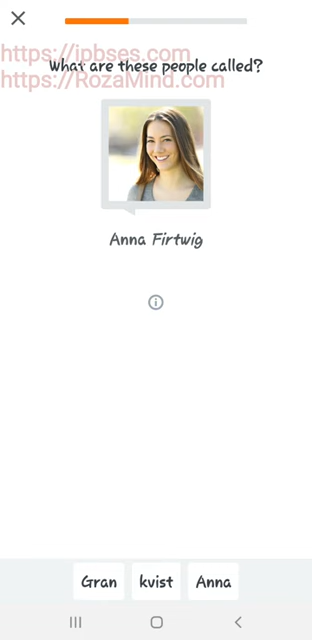 https://ipbses.com
What are these people called?
https://RozaMind.com
Anna Firtwig
Gran kvist Anna